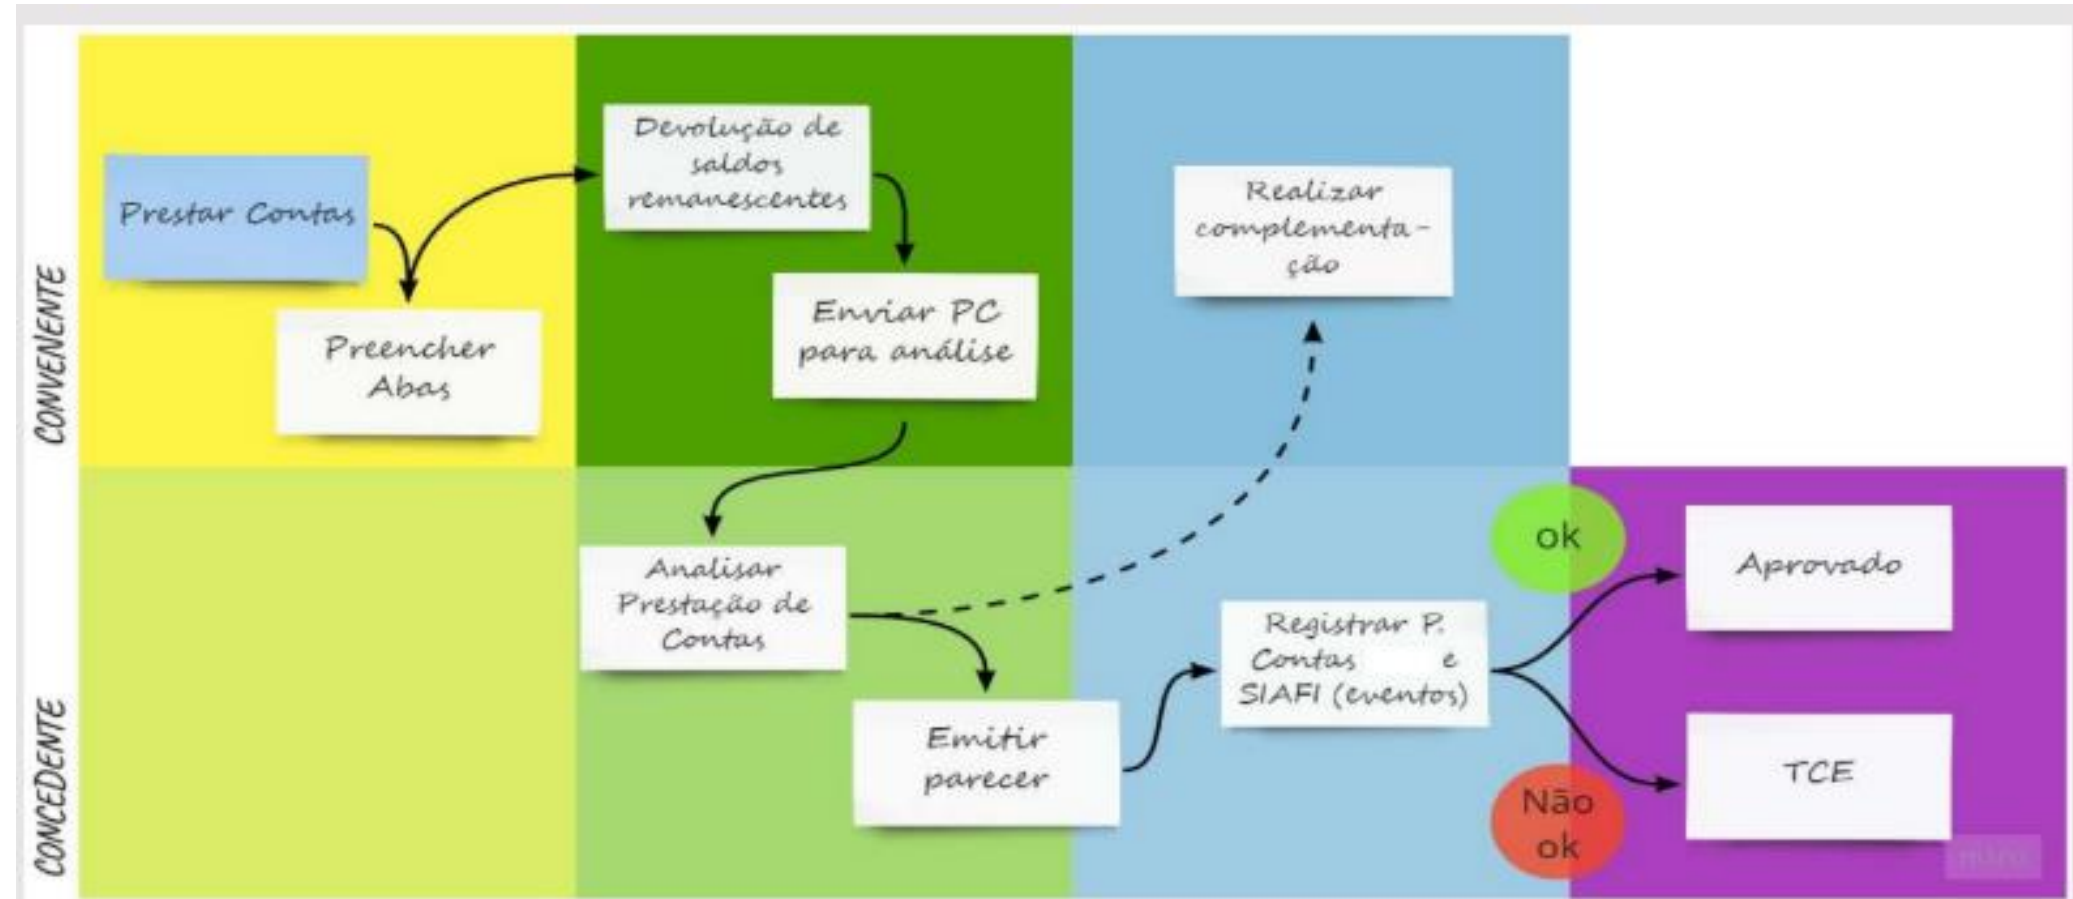 CONVENENTE
Prestar Contas
Preencher
Abas
Devolução de
saldos
remanescentes
Enviar PC
para análise
Realizar
complementa-
ção
CONCEDENTE
Analisar
Prestação de
Contas
Emitir
parecer
Registrar P.
Contas e
SIAFI (eventos)
ok
Não
ok
Aprovado
TCE
miro